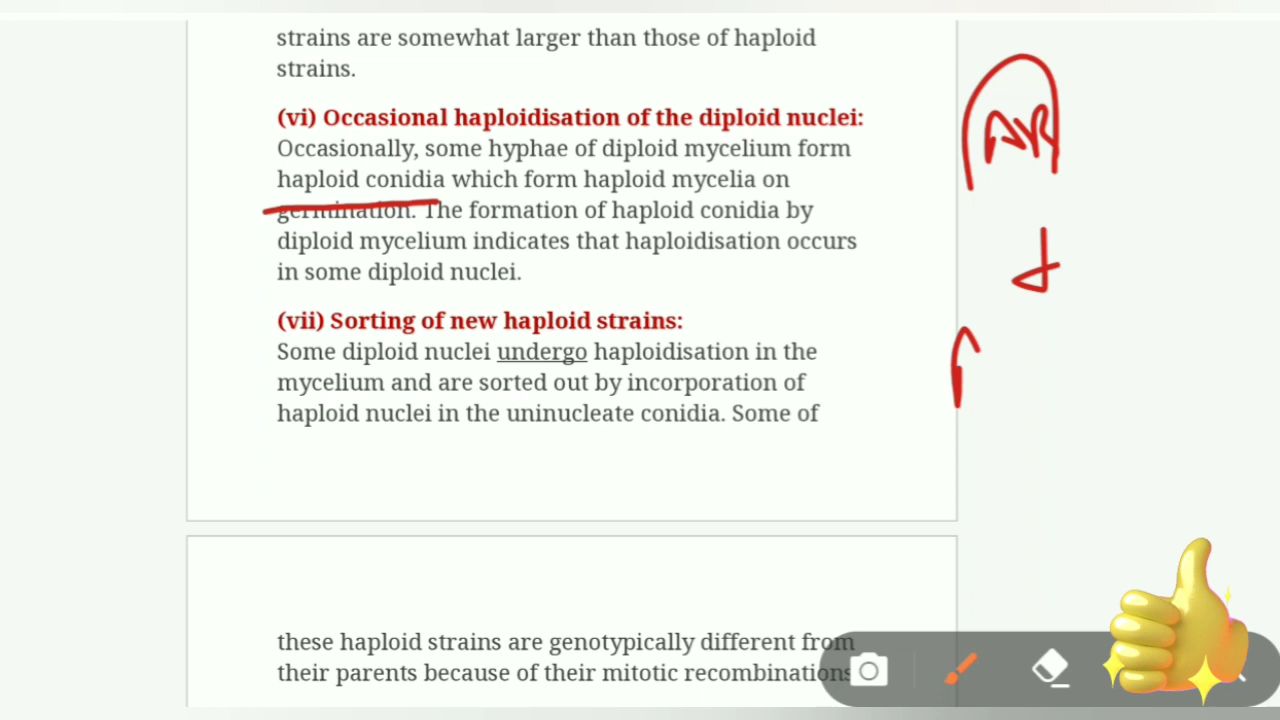 strains are somewhat larger than those of haploid
strains.
(vi) Occasional haploidisation of the diploid nuclei:
Occasionally, some hyphae of diploid mycelium form
haploid conidia which form haploid mycelia on
germination. The formation of haploid conidia by
diploid mycelium indicates that haploidisation occurs
in some diploid nuclei.
(vii) Sorting of new haploid strains:
Some diploid nuclei undergo haploidisation in the
mycelium and are sorted out by incorporation of
haploid nuclei in the uninucleate conidia. Some of
these haploid strains are genotypically different from
their parents because of their mitotic recombinations